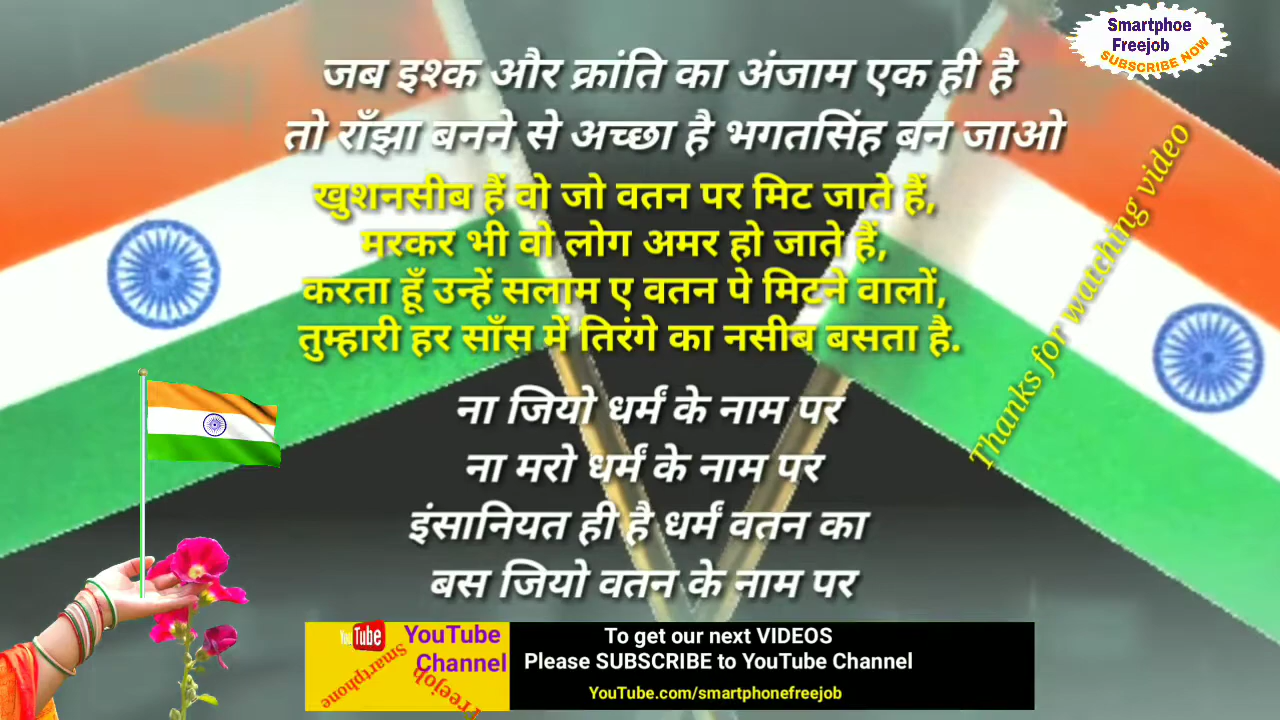 Smartphoe
Freejob
SUBSCRIBE NOW
जब इश्क और क्रांति का अंजाम एक ही है
तो राँझा बनने से अच्छा है भगतसिंह बन जाओ
खुशनसीब हैं वो जो वतन पर मिट जाते हैं,
मरकर भी वो लोग अमर हो जाते हैं,
करता हूँ उन्हें सलाम ए वतन पे मिटने वालों,
तुम्हारी हर साँस में तिरंगे का नसीब बसता है.
Thanks for watching video
ना जियो धर्मं के नाम पर
ना मरो धर्मं के नाम पर
इंसानियत ही है धर्मं वतन का
बस जियो वतन के नाम पर
YouTube
YouTube
Channel
Smartphone
Freejob
To get our next VIDEOS
Please SUBSCRIBE to YouTube Channel
YouTube.com/smartphonefreejob